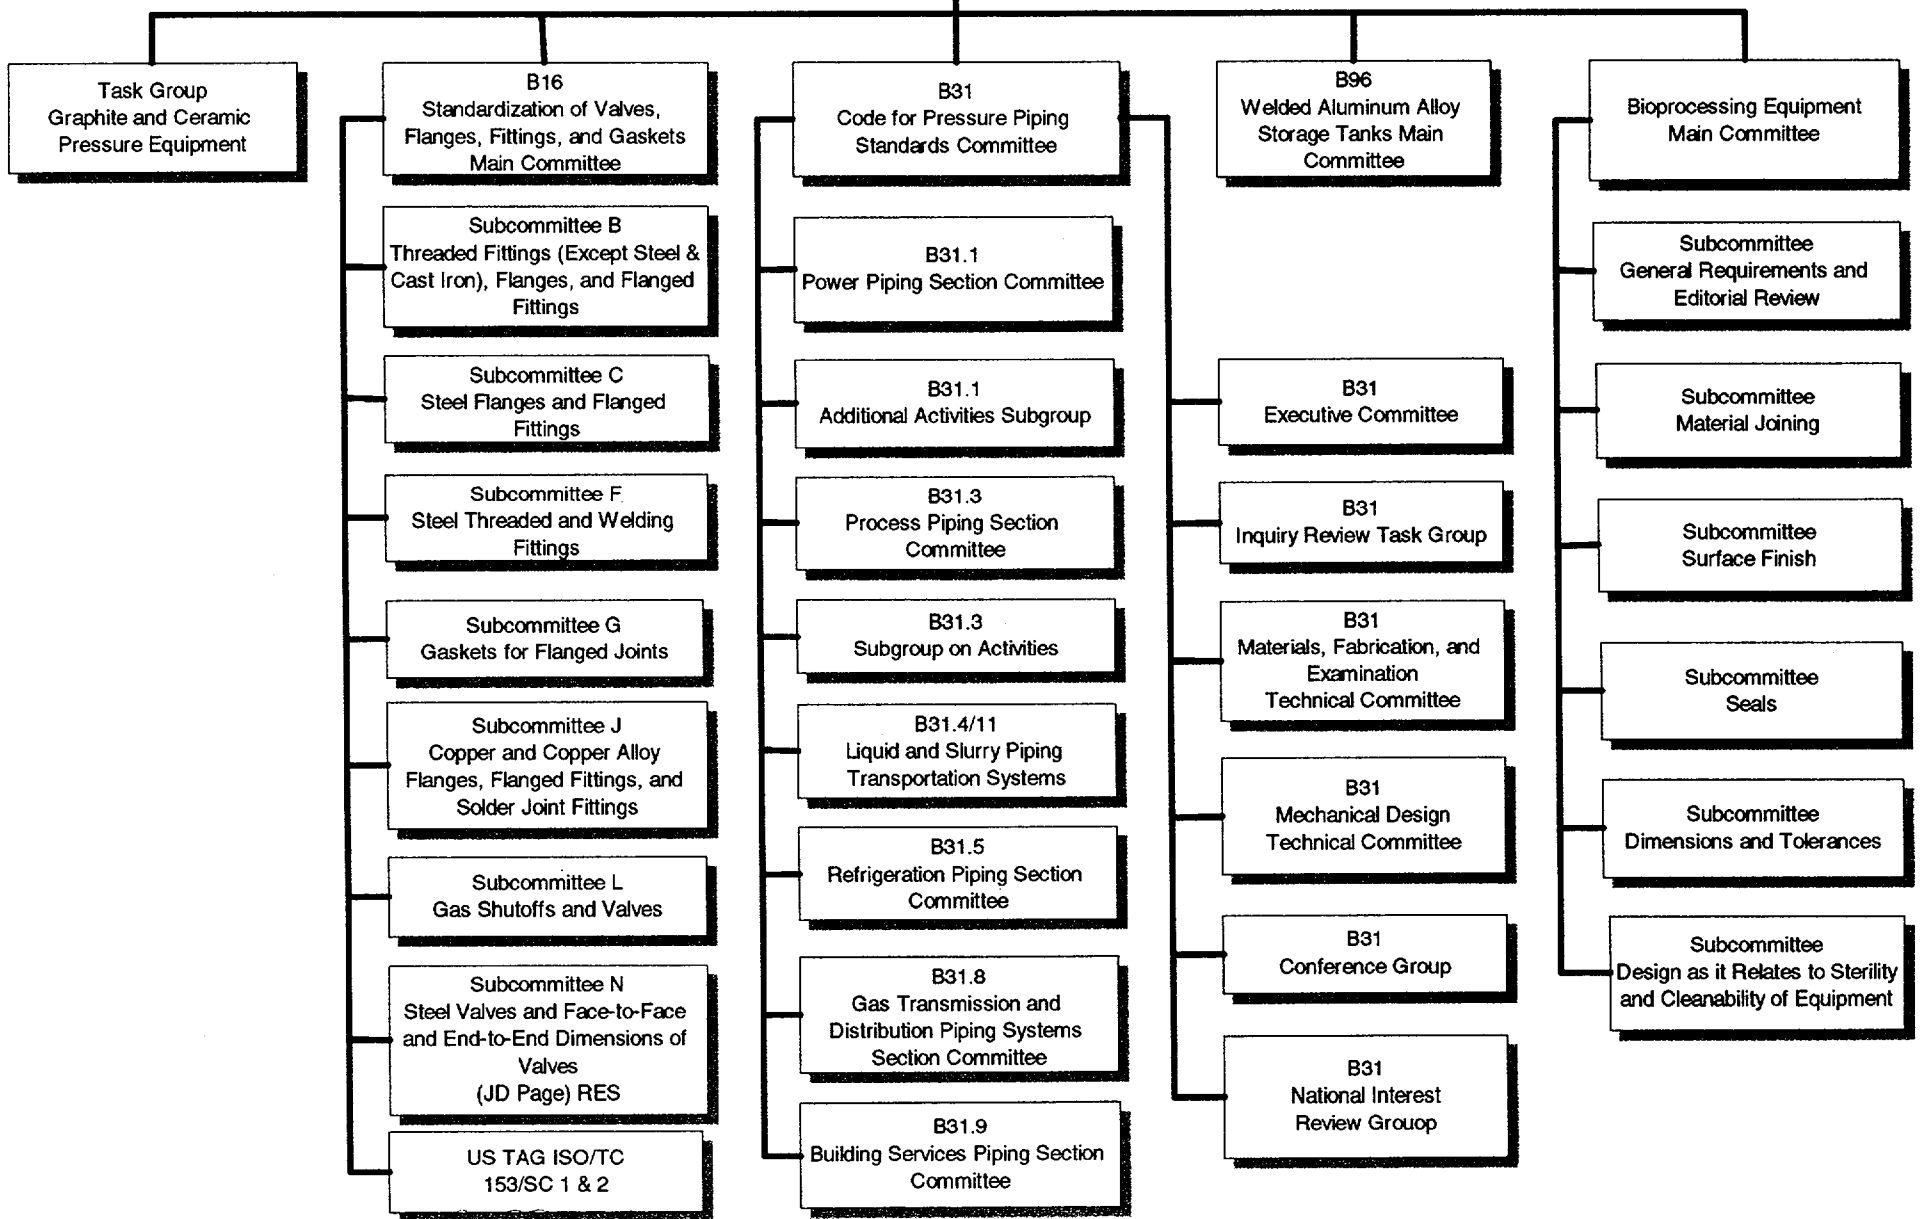 Task Group
Graphite and Ceramic
Pressure Equipment
B16
Standardization of Valves,
Flanges, Fittings, and Gaskets
Main Committee
Subcommittee B
Threaded Fittings (Except Steel &
Cast Iron), Flanges, and Flanged
Fittings
Subcommittee C
Steel Flanges and Flanged
Fittings
Subcommittee F
Steel Threaded and Welding
Fittings
Subcommittee G
Gaskets for Flanged Joints
Subcommittee J
Copper and Copper Alloy
Flanges, Flanged Fittings, and
Solder Joint Fittings
Subcommittee L
Gas Shutoffs and Valves
Subcommittee N
Steel Valves and Face-to-Face
and End-to-End Dimensions of
Valves
(JD Page) RES
US TAG ISO/TC
153/SC 1 & 2
B31
Code for Pressure Piping
Standards Committee
B31.1
Power Piping Section Committee
B31.1
Additional Activities Subgroup
B31.3
Process Piping Section
Committee
B31.3
Subgroup on Activities
B31.4/11
Liquid and Slurry Piping
Transportation Systems
B31.5
Refrigeration Piping Section
Committee
B31.8
Gas Transmission and
Distribution Piping Systems
Section Committee
B31.9
Building Services Piping Section
Committee
B31
Executive Committee
B31
Inquiry Review Task Group
B31
Materials, Fabrication, and
Examination
Technical Committee
B31
Mechanical Design
Technical Committee
B31
Conference Group
B31
National Interest
Review Gruoop
B96
Welded Aluminum Alloy
Storage Tanks Main
Committee
Bioprocessing Equipment
Main Committee
Subcommittee
General Requirements and
Editorial Review
Subcommittee
Material Joining
Subcommittee
Surface Finish
Subcommittee
Seals
Subcommittee
Dimensions and Tolerances
Subcommittee
Design as it Relates to Sterility
and Cleanability of Equipment